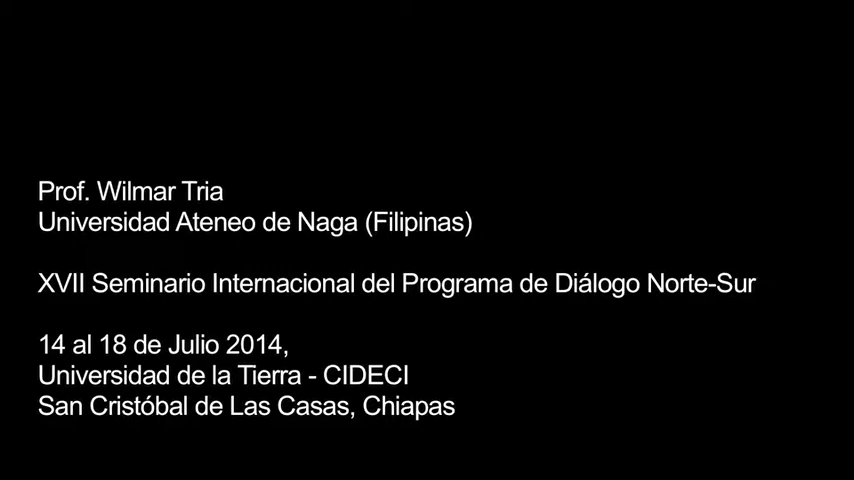 Prof. Wilmar Tria
Universidad Ateneo de Naga (Filipinas)
XVII Seminario Internacional del Programa de Diálogo Norte-Sur
14 al 18 de Julio 2014,
Universidad de la Tierra - CIDECI
San Cristóbal de Las Casas, Chiapas